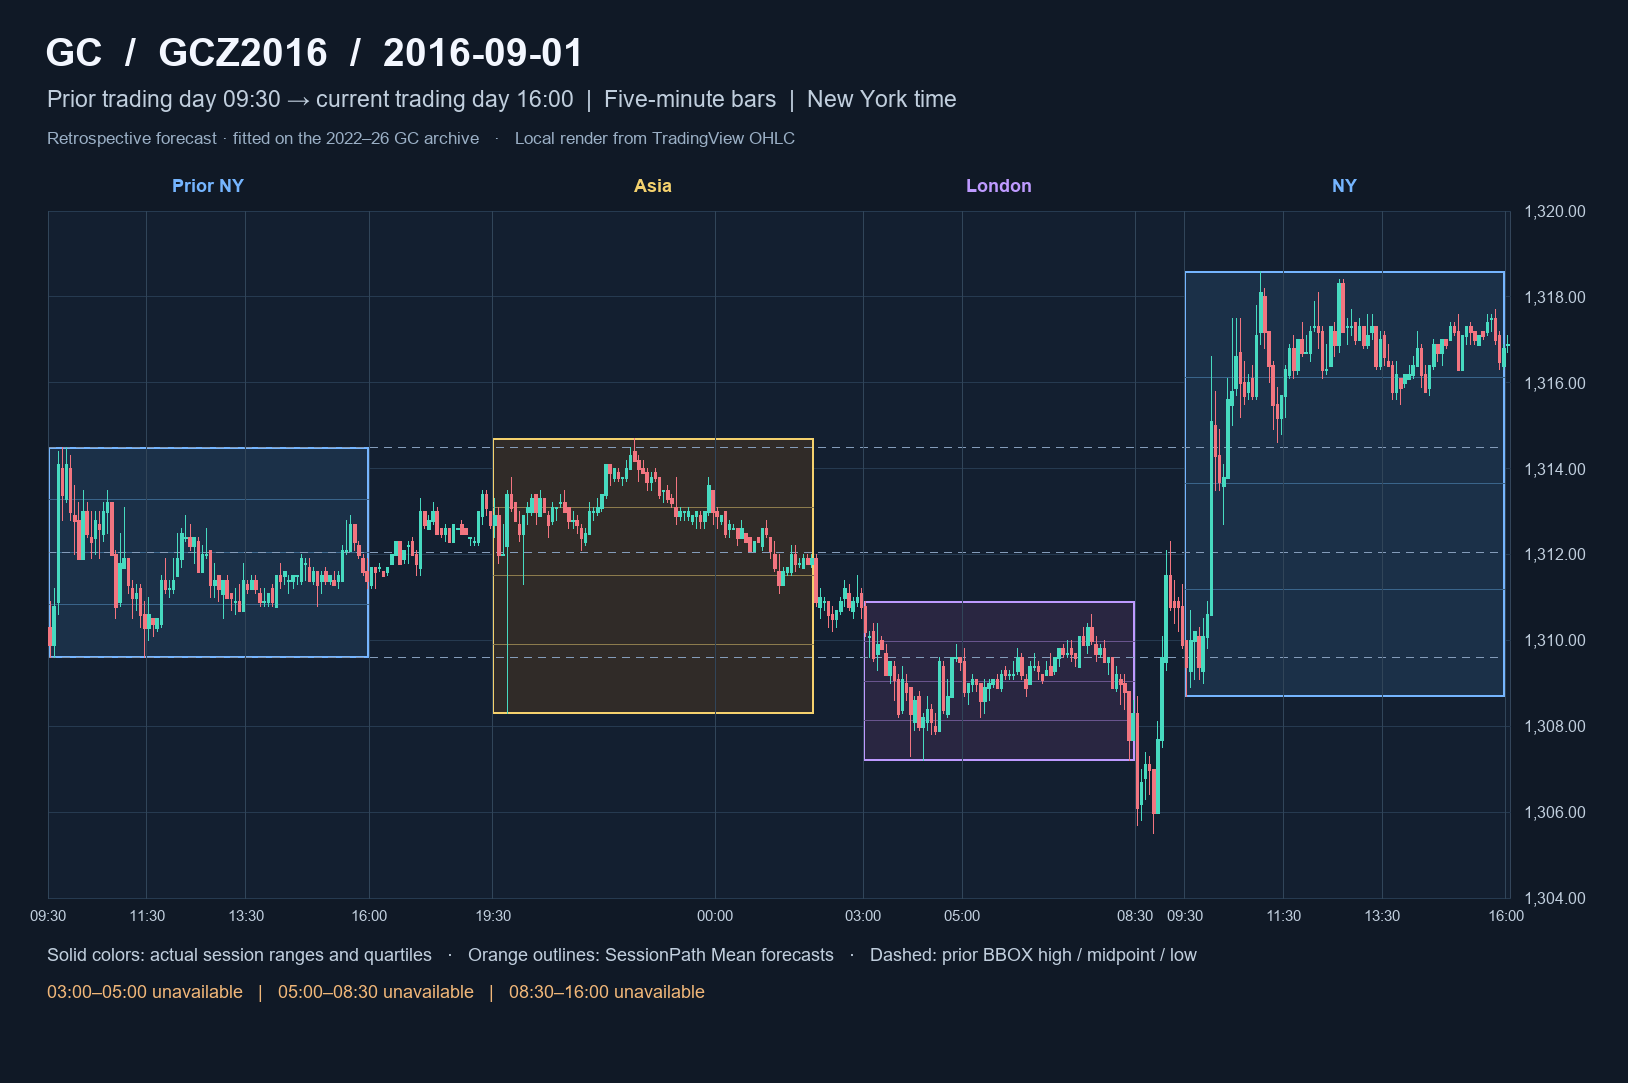 GC / GCZ2016 / 2016-09-01
Prior trading day 09:30 → current trading day 16:00 | Five-minute bars | New York time
Retrospective forecast · fitted on the 2022–26 GC archive · Local render from TradingView OHLC
Prior NY Asia London NY
1,320.00
1,318.00
1,316.00
1,314.00
1,312.00
1,310.00
1,308.00
1,306.00
1,304.00
09:30 11:30 13:30 16:00 19:30 00:00 03:00 05:00 08:30 09:30 11:30 13:30 16:00
Solid colors: actual session ranges and quartiles · Orange outlines: SessionPath Mean forecasts · Dashed: prior BBOX high / midpoint / low
03:00–05:00 unavailable | 05:00–08:30 unavailable | 08:30–16:00 unavailable